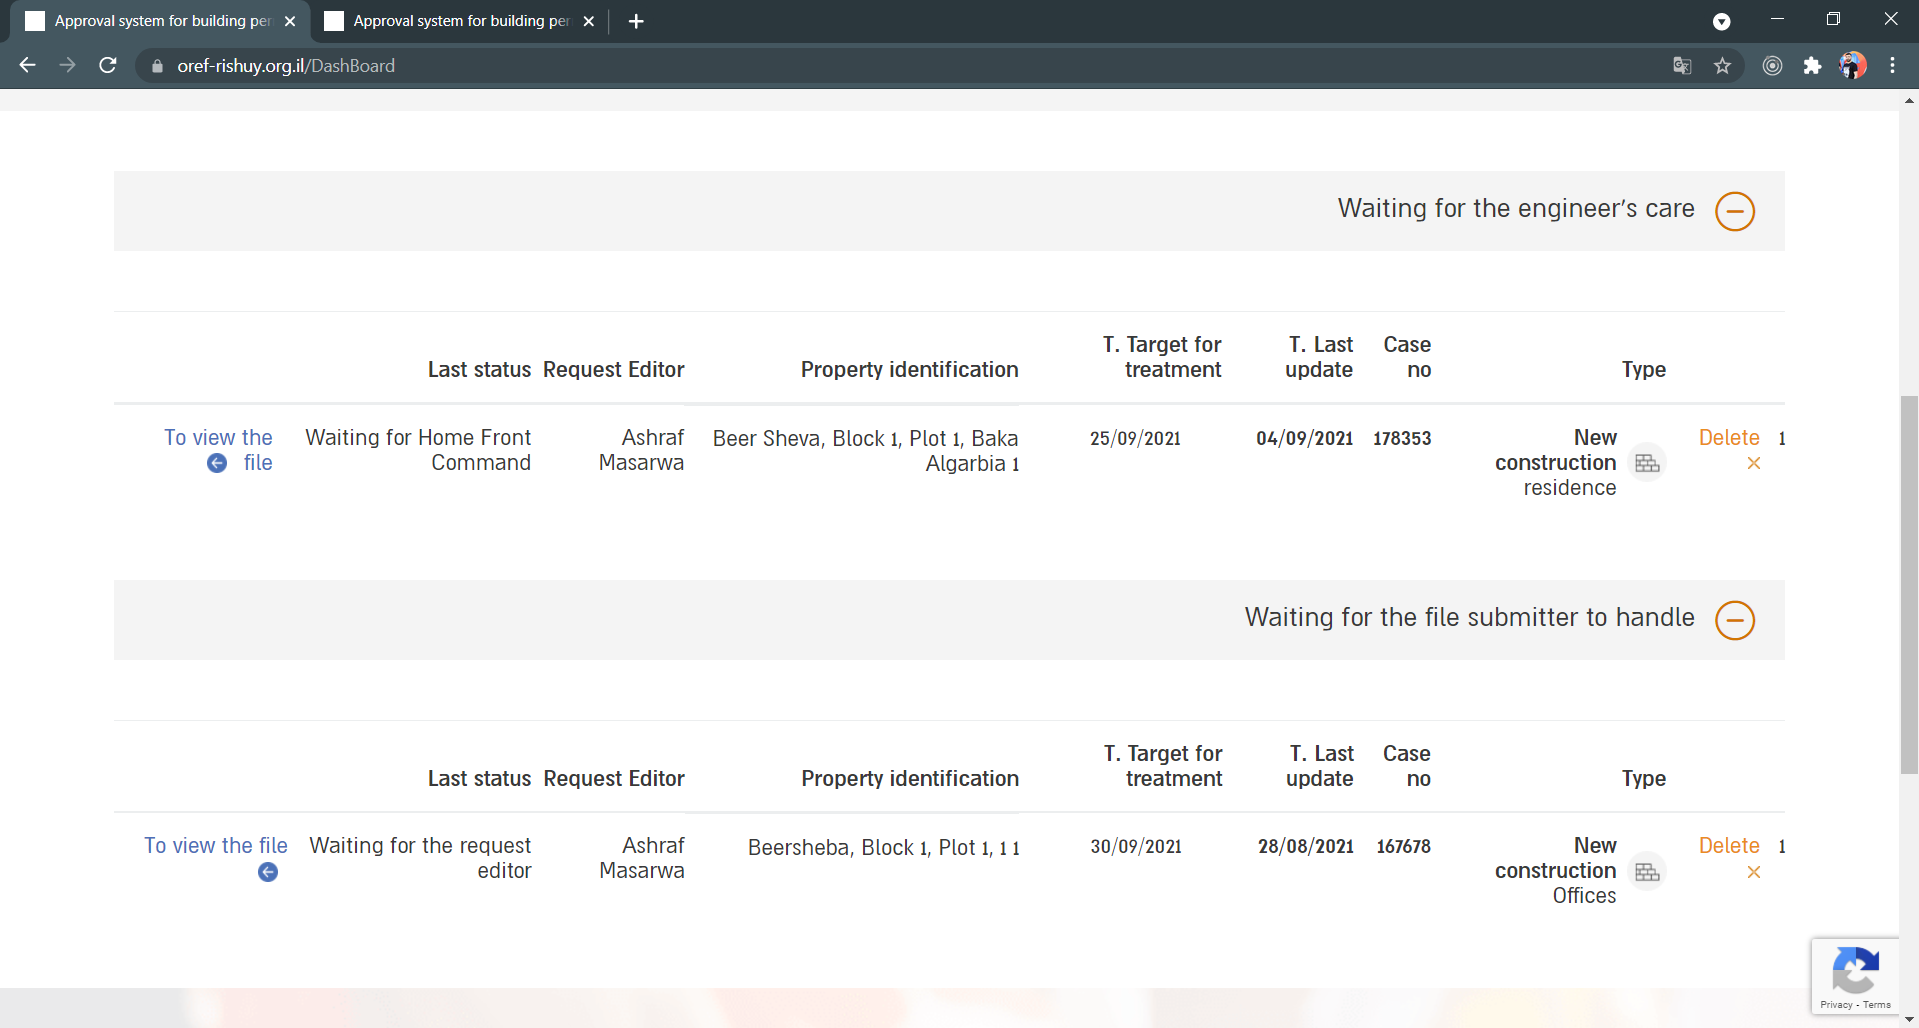 Approval system for building per
Approval system for building per
oref-rishuy.org.il/DashBoard
Waiting for the engineer's care
Last status Request Editor Property identification T. Target for treatment T. Last update Case no Type
To view the file Waiting for Home Front Command Ashraf Masarwa Beer Sheva, Block 1, Plot 1, Baka Algarbia 1 25/09/2021 04/09/2021 178353 New construction residence Delete 1
Waiting for the file submitter to handle
Last status Request Editor Property identification T. Target for treatment T. Last update Case no Type
To view the file Waiting for the request editor Ashraf Masarwa Beersheba, Block 1, Plot 1, 1 1 30/09/2021 28/08/2021 167678 New construction Offices Delete 1
Privacy - Terms